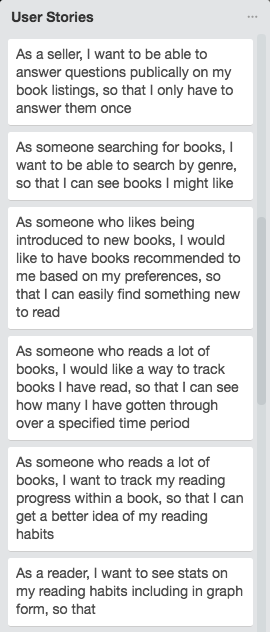 User Stories
As a seller, I want to be able to
answer questions publically on my
book listings, so that I only have to
answer them once
As someone searching for books, I
want to be able to search by genre,
so that I can see books I might like
As someone who likes being
introduced to new books, I would
like to have books recommended to
me based on my preferences, so
that I can easily find something new
to read
As someone who reads a lot of
books, I would like a way to track
books I have read, so that I can see
how many I have gotten through
over a specified time period
As someone who reads a lot of
books, I want to track my reading
progress within a book, so that I can
get a better idea of my reading
habits
As a reader, I want to see stats on
my reading habits including in graph
form, so that